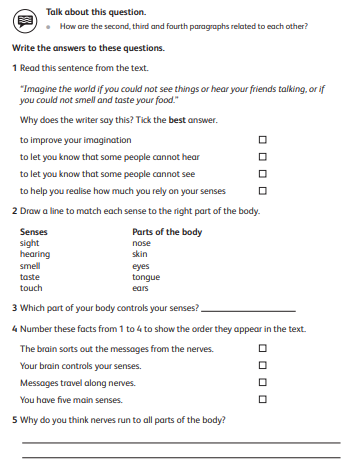 Talk about this question.
• How are the second, third and fourth paragraphs related to each other?
Write the answers to these questions.
1 Read this sentence from the text.
"Imagine the world if you could not see things or hear your friends talking, or if
you could not smell and taste your food."
Why does the writer say this? Tick the best answer.
to improve your imagination
to let you know that some people cannot hear
to let you know that some people cannot see
to help you realise how much you rely on your senses
2 Draw a line to match each sense to the right part of the body.
Senses Parts of the body
sight nose
hearing skin
smell eyes
taste tongue
touch ears
3 Which part of your body controls your senses?
4 Number these facts from 1 to 4 to show the order they appear in the text.
The brain sorts out the messages from the nerves.
Your brain controls your senses.
Messages travel along nerves.
You have five main senses.
5 Why do you think nerves run to all parts of the body?